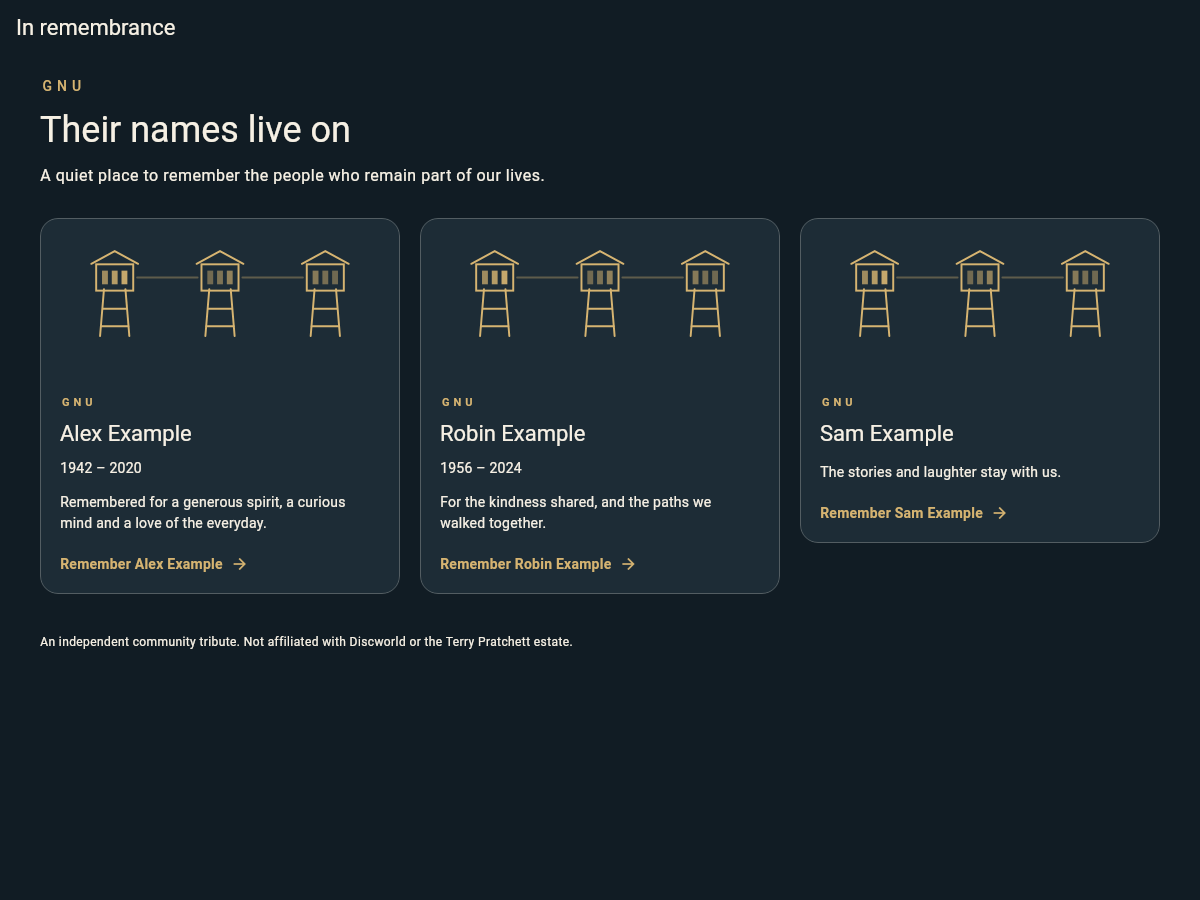 In remembrance
GNU
Their names live on
A quiet place to remember the people who remain part of our lives.
GNU
Alex Example
1942 – 2020
Remembered for a generous spirit, a curious
mind and a love of the everyday.
Remember Alex Example →
GNU
Robin Example
1956 – 2024
For the kindness shared, and the paths we
walked together.
Remember Robin Example →
GNU
Sam Example
The stories and laughter stay with us.
Remember Sam Example →
An independent community tribute. Not affiliated with Discworld or the Terry Pratchett estate.